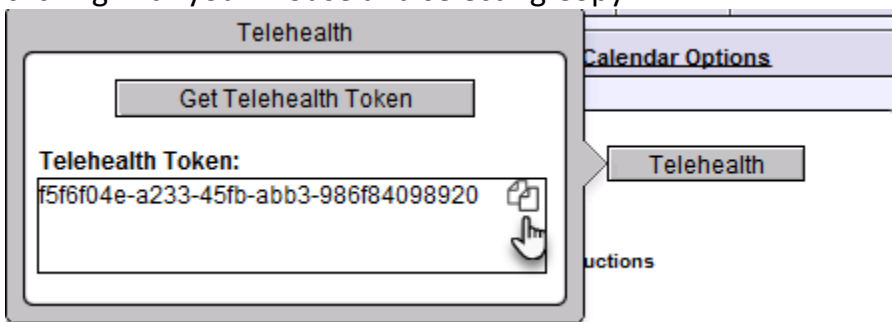 Telehealth
Calendar Options
Get Telehealth Token
Telehealth Token:
Telehealth
f5f6f04e-a233-45fb-abb3-986f84098920
uctions